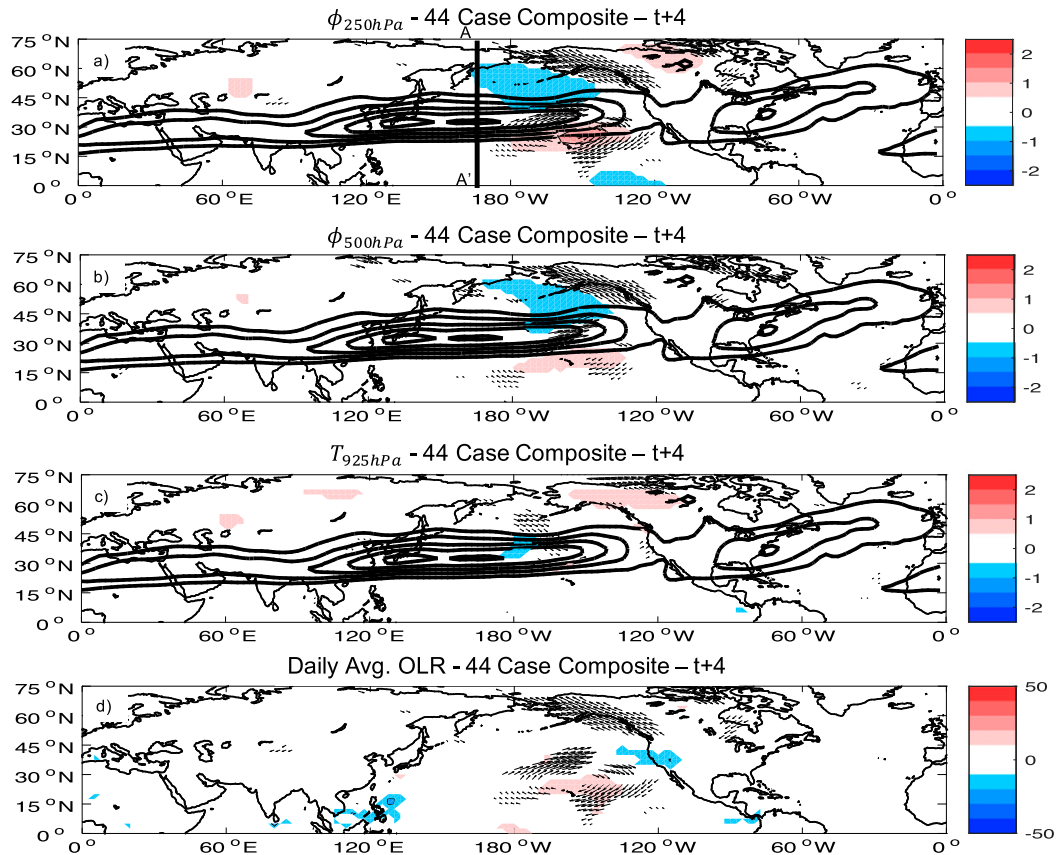 ϕ250hPa - 44 Case Composite – t+4
A
75 °N
a)
60 °N
45 °N
30 °N
15 °N
A'
0 °
0 ° 60 °E 120 °E 180 °W 120 °W 60 °W 0 °
2
1
0
-1
-2
ϕ500hPa - 44 Case Composite – t+4
75 °N
b)
60 °N
45 °N
30 °N
15 °N
0 °
0 ° 60 °E 120 °E 180 °W 120 °W 60 °W 0 °
2
1
0
-1
-2
T925hPa - 44 Case Composite – t+4
75 °N
c)
60 °N
45 °N
30 °N
15 °N
0 °
0 ° 60 °E 120 °E 180 °W 120 °W 60 °W 0 °
2
1
0
-1
-2
Daily Avg. OLR - 44 Case Composite – t+4
75 °N
d)
60 °N
45 °N
30 °N
15 °N
0 °
0 ° 60 °E 120 °E 180 °W 120 °W 60 °W 0 °
50
0
-50